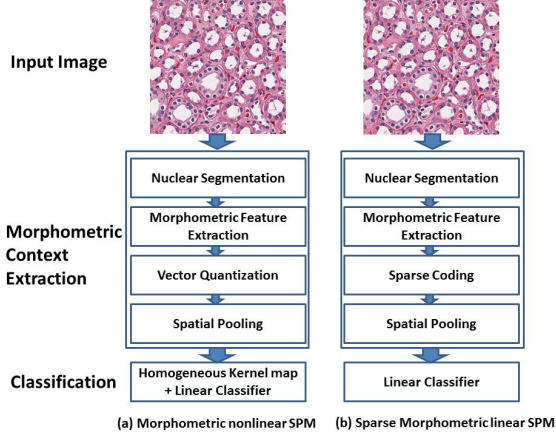 Input Image
Morphometric
Context
Extraction
Nuclear Segmentation
Morphometric Feature
Extraction
Vector Quantization
Spatial Pooling
Nuclear Segmentation
Morphometric Feature
Extraction
Sparse Coding
Spatial Pooling
Classification
Homogeneous Kernel map
+ Linear Classifier
Linear Classifier
(a) Morphometric nonlinear SPM
(b) Sparse Morphometric linear SPM